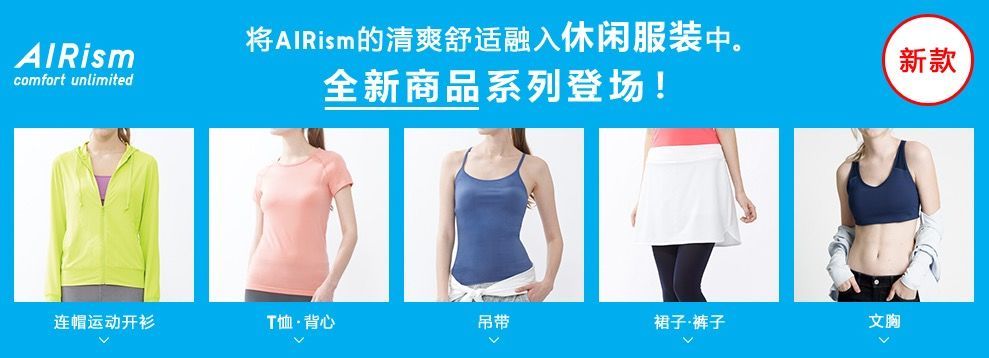 AIRism
comfort unlimited
将AIRism的清爽舒适融入休闲服装中。
全新商品系列登场！
新款
连帽运动开衫
T恤·背心
吊带
裙子·裤子
文胸